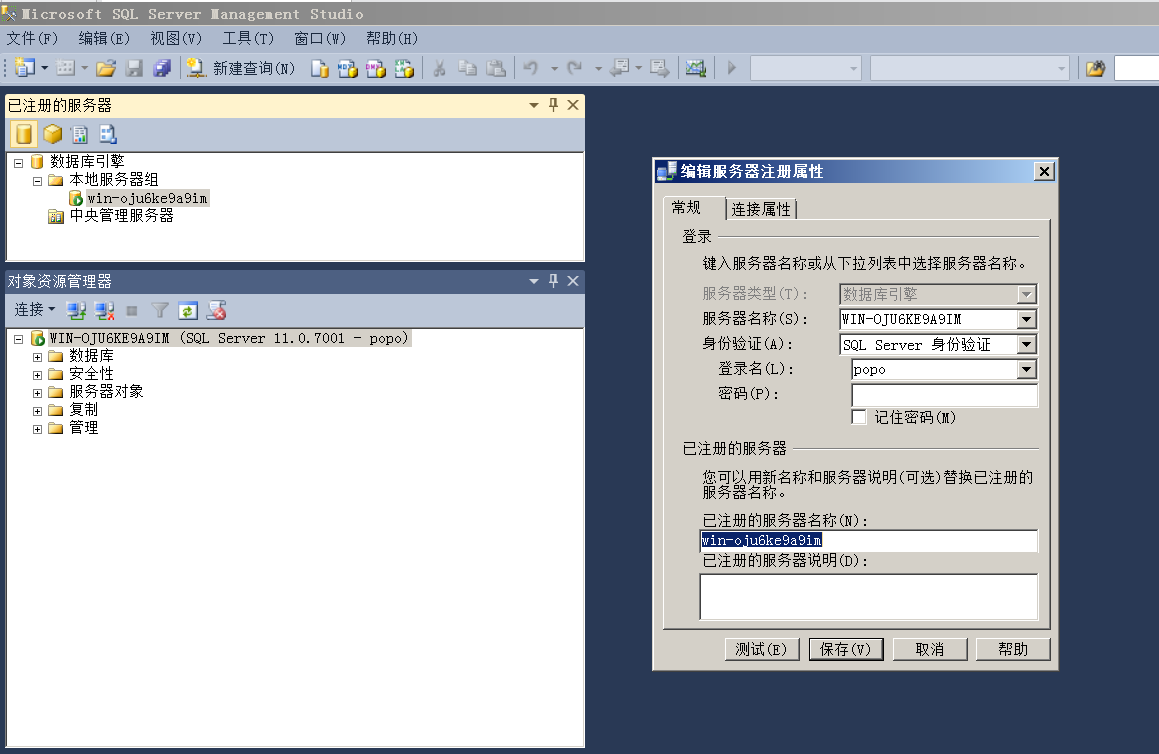 Microsoft SQL Server Management Studio
文件(F) 编辑(E) 视图(V) 工具(T) 窗口(W) 帮助(H)
新建查询(N)
已注册的服务器
数据库引擎
本地服务器组
win-oju6ke9a9im
中央管理服务器
对象资源管理器
连接
WIN-OJU6KE9A9IM (SQL Server 11.0.7001 - popo)
数据库
安全性
服务器对象
复制
管理
编辑服务器注册属性
常规 连接属性
登录
键入服务器名称或从下拉列表中选择服务器名称。
服务器类型(T): 数据库引擎
服务器名称(S): WIN-OJU6KE9A9IM
身份验证(A): SQL Server 身份验证
登录名(L): popo
密码(P):
记住密码(M)
已注册的服务器
您可以用新名称和服务器说明(可选)替换已注册的
服务器名称。
已注册的服务器名称(N):
win-oju6ke9a9im
已注册的服务器说明(D):
测试(E) 保存(V) 取消 帮助